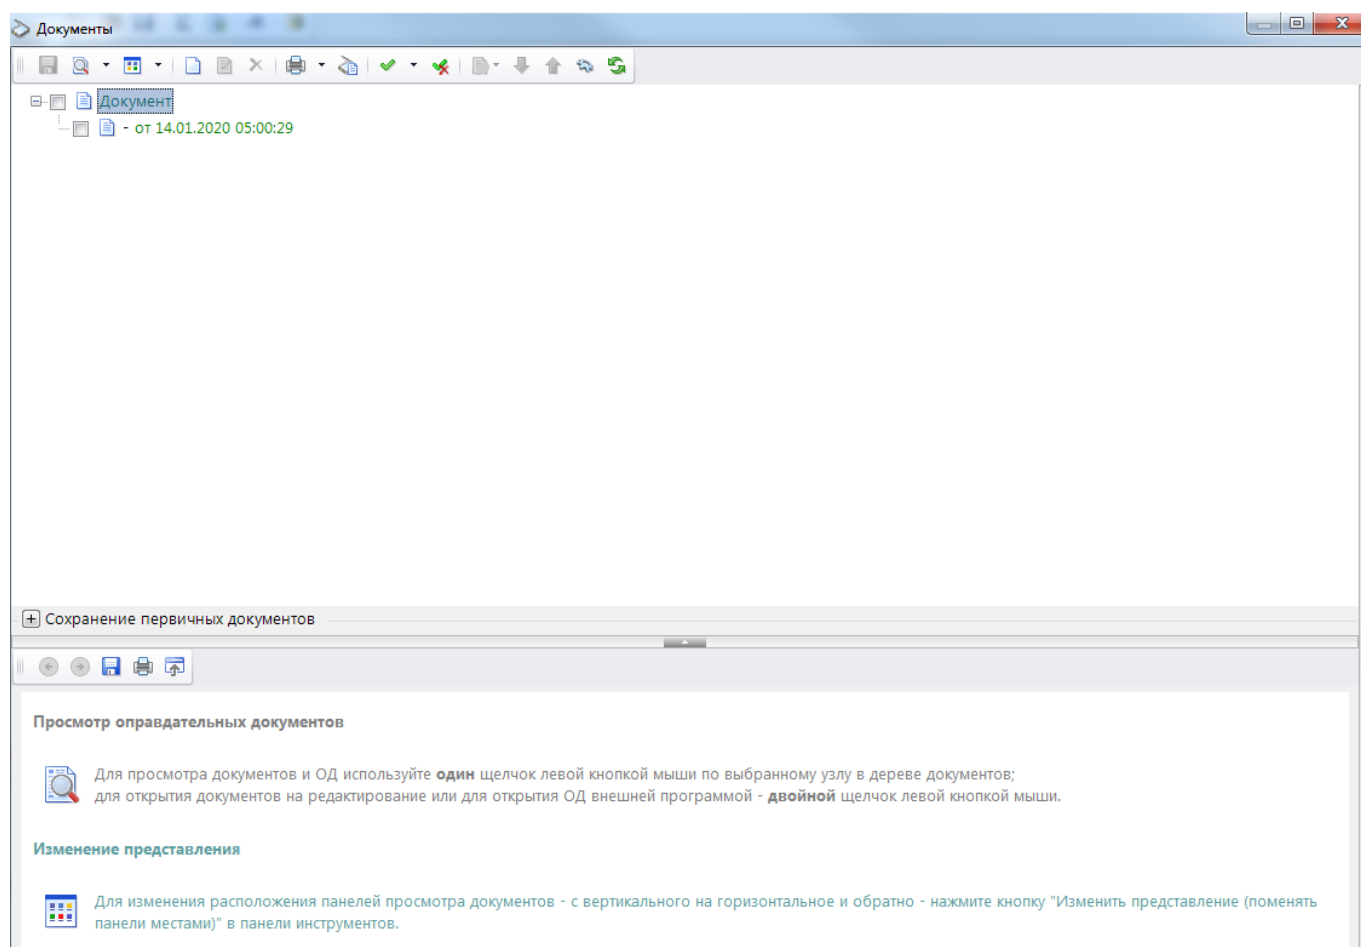 Документы
Документ
- от 14.01.2020 05:00:29
Сохранение первичных документов
Просмотр оправдательных документов
Для просмотра документов и ОД используйте один щелчок левой кнопкой мыши по выбранному узлу в дереве документов;
для открытия документов на редактирование или для открытия ОД внешней программой - двойной щелчок левой кнопкой мыши.
Изменение представления
Для изменения расположения панелей просмотра документов - с вертикального на горизонтальное и обратно - нажмите кнопку "Изменить представление (поменять
панели местами)" в панели инструментов.